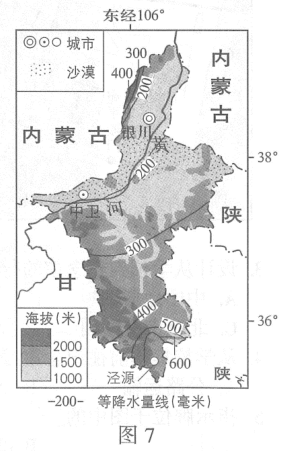 东经106°
城市
沙漠
内蒙古
300
400
200
银川
黄
内蒙古
200
38°
中卫
河
陕
300
甘
400
500
海拔(米)
2000
1500
1000
600
36°
泾源
陕
-200- 等降水量线(毫米)
图7